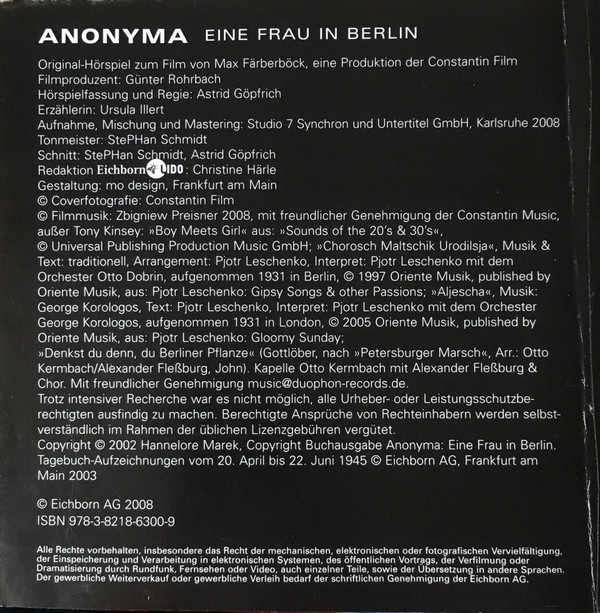 ANONYMA EINE FRAU IN BERLIN
Original-Hörspiel zum Film von Max Färberböck, eine Produktion der Constantin Film
Filmproduzent: Günter Rohrbach
Hörspielfassung und Regie: Astrid Göpfrich
Erzählerin: Ursula Illert
Aufnahme, Mischung und Mastering: Studio 7 Synchron und Untertitel GmbH, Karlsruhe 2008
Tonmeister: StePHan Schmidt
Schnitt: StePHan Schmidt, Astrid Göpfrich
Redaktion Eichborn LIDO: Christine Härle
Gestaltung: mo design, Frankfurt am Main
© Coverfotografie: Constantin Film
© Filmmusik: Zbigniew Preisner 2008, mit freundlicher Genehmigung der Constantin Music,
außer Tony Kinsey: »Boy Meets Girl« aus: »Sounds of the 20's & 30's«,
© Universal Publishing Production Music GmbH; »Chorosch Maltschik Urodilsja«, Musik &
Text: traditionell, Arrangement: Pjotr Leschenko, Interpret: Pjotr Leschenko mit dem
Orchester Otto Dobrin, aufgenommen 1931 in Berlin, © 1997 Oriente Musik, published by
Oriente Musik, aus: Pjotr Leschenko: Gipsy Songs & other Passions; »Aljescha«, Musik:
George Korologos, Text: Pjotr Leschenko, Interpret: Pjotr Leschenko mit dem Orchester
George Korologos, aufgenommen 1931 in London, © 2005 Oriente Musik, published by
Oriente Musik, aus: Pjotr Leschenko: Gloomy Sunday;
»Denkst du denn, du Berliner Pflanze« (Gottlöber, nach »Petersburger Marsch«, Arr.: Otto
Kermbach/Alexander Fleßburg, John). Kapelle Otto Kermbach mit Alexander Fleßburg &
Chor. Mit freundlicher Genehmigung music@duophon-records.de.
Trotz intensiver Recherche war es nicht möglich, alle Urheber- oder Leistungsschutzbe-
rechtigten ausfindig zu machen. Berechtigte Ansprüche von Rechteinhabern werden selbst-
verständlich im Rahmen der üblichen Lizenzgebühren vergütet.
Copyright © 2002 Hannelore Marek, Copyright Buchausgabe Anonyma: Eine Frau in Berlin.
Tagebuch-Aufzeichnungen vom 20. April bis 22. Juni 1945 © Eichborn AG, Frankfurt am
Main 2003
© Eichborn AG 2008
ISBN 978-3-8218-6300-9
Alle Rechte vorbehalten, insbesondere das Recht der mechanischen, elektronischen oder fotografischen Vervielfältigung,
der Einspeicherung und Verarbeitung in elektronischen Systemen, des öffentlichen Vortrags, der Verfilmung oder
Dramatisierung durch Rundfunk, Fernsehen oder Video, auch einzelner Teile, sowie der Übersetzung in andere Sprachen.
Der gewerbliche Weiterverkauf oder gewerbliche Verleih bedarf der schriftlichen Genehmigung der Eichborn AG.